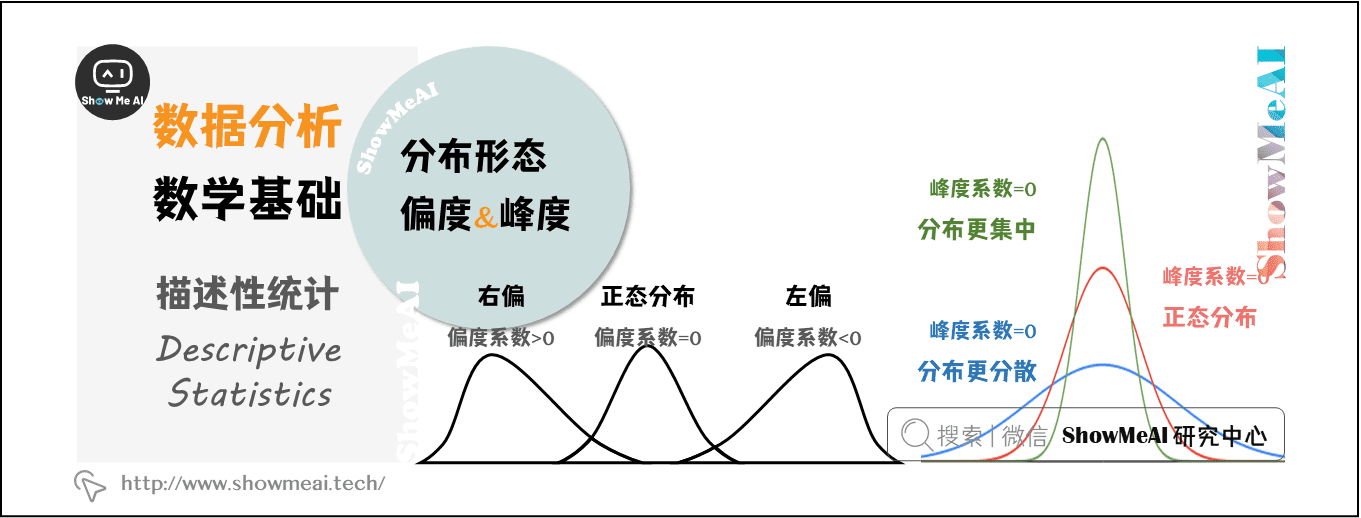 Show Me AI
数据分析
数学基础
描述性统计
Descriptive
Statistics
http://www.showmeai.tech/
ShowMeAI
分布形态
偏度&峰度
ShowMeAI
右偏
偏度系数>0
正态分布
偏度系数=0
左偏
偏度系数<0
峰度系数=0
分布更集中
峰度系数=0
正态分布
峰度系数=0
分布更分散
搜索|微信 ShowMeAI 研究中心
ShowMeAI